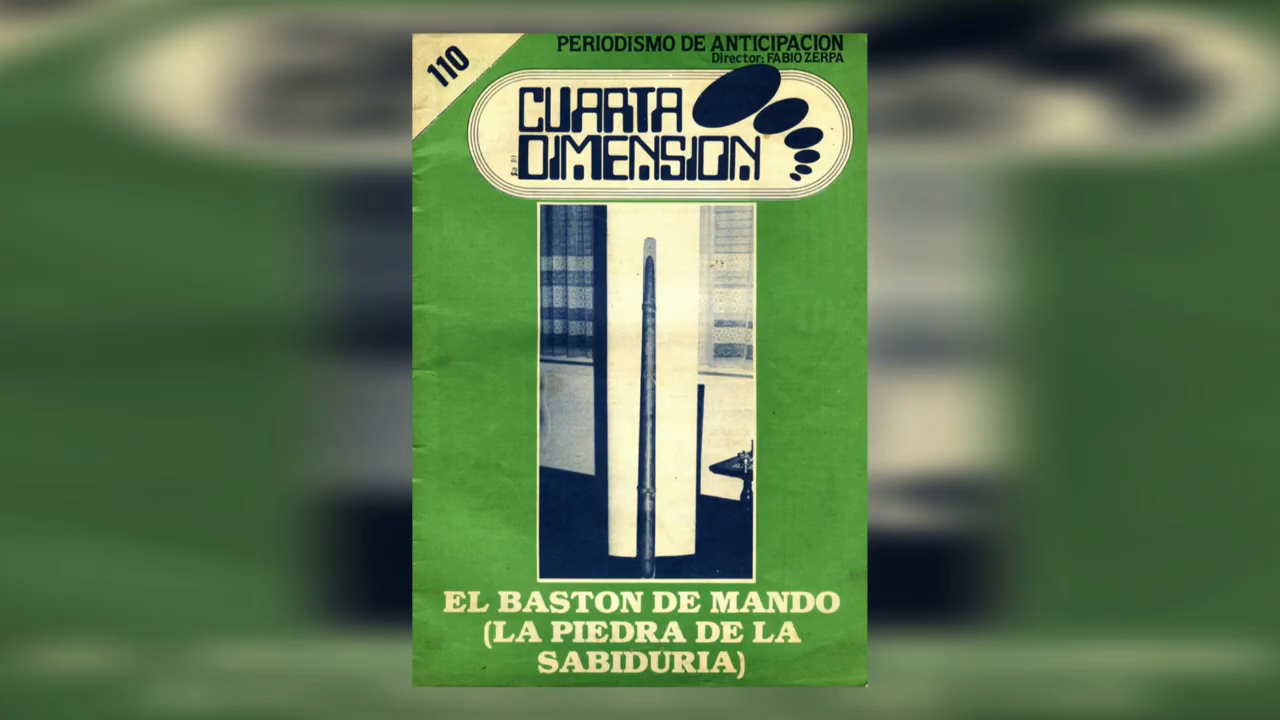 110
PERIODISMO DE ANTICIPACION
Director: FABIO ZERPA
CUARTA
DIMENSION
EL BASTON DE MANDO
(LA PIEDRA DE LA
SABIDURIA)